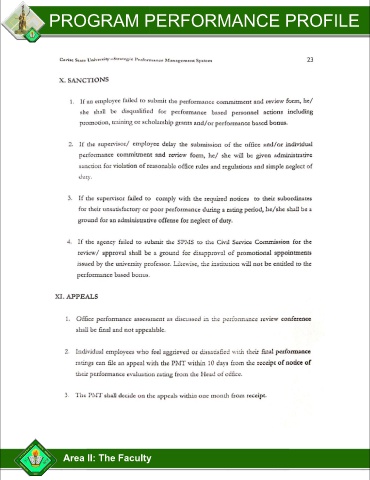 PROGRAM PERFORMANCE PROFILE
Cavite State University-Strategic Performance Management System 23
X. SANCTIONS
1. If an employee failed to submit the performance commitment and review form, he/
she shall be disqualified for performance based personnel actions including
promotion, training or scholarship grants and/or performance based bonus.
2. If the supervisor/ employee delay the submission of the office and/or individual
performance commitment and review form, he/ she will be given administrative
sanction for violation of reasonable office rules and regulations and simple neglect of
duty.
3. If the supervisor failed to comply with the required notices to their subordinates
for their unsatisfactory or poor performance during a rating period, he/she shall be a
ground for an administrative offense for neglect of duty.
4. If the agency failed to submit the SPMS to the Civil Service Commission for the
review/ approval shall be a ground for disapproval of promotional appointments
issued by the university professor. Likewise, the institution will not be entitled to the
performance based bonus.
XI. APPEALS
1. Office performance assessment as discussed in the performance review conference
shall be final and not appealable.
2. Individual employees who feel aggrieved or dissatisfied with their final performance
ratings can file an appeal with the PMT within 10 days from the receipt of notice of
their performance evaluation rating from the Head of office.
3. The PMT shall decide on the appeals within one month from receipt.
Area II: The Faculty